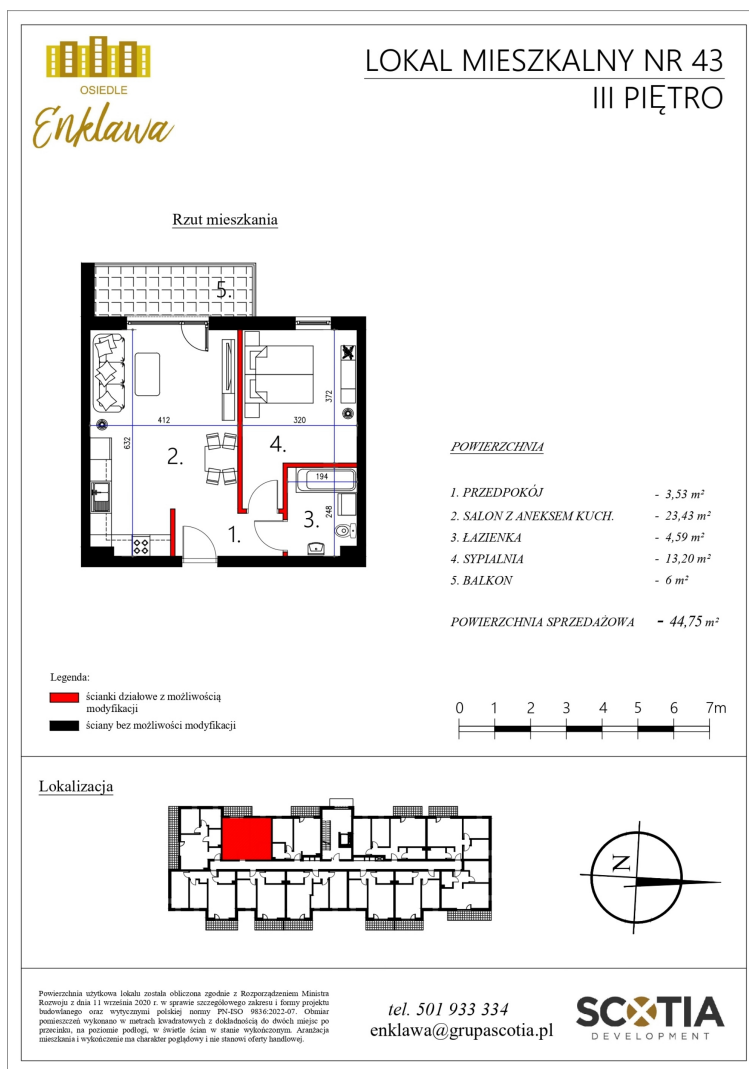 OSIEDLE
Enklawa
LOKAL MIESZKALNY NR 43
III PIĘTRO
Rzut mieszkania
5.
412
320
372
632
2.
4.
194
248
3.
1.
POWIERZCHNIA
1. PRZEDPOKÓJ - 3,53 m²
2. SALON Z ANEKSEM KUCH. - 23,43 m²
3. ŁAZIENKA - 4,59 m²
4. SYPIALNIA - 13,20 m²
5. BALKON - 6 m²
POWIERZCHNIA SPRZEDAŻOWA - 44,75 m²
Legenda:
ścianki działowe z możliwością
modyfikacji
ściany bez możliwości modyfikacji
0 1 2 3 4 5 6 7m
Lokalizacja
N
Powierzchnia użytkowa lokalu została obliczona zgodnie z Rozporządzeniem Ministra
Rozwoju z dnia 11 września 2020 r. w sprawie szczegółowego zakresu i formy projektu
budowlanego oraz wytycznymi polskiej normy PN-ISO 9836:2022-07. Obmiar
pomieszczeń wykonano w metrach kwadratowych z dokładnością do dwóch miejsc po
przecinku, na poziomie podłogi, w świetle ścian w stanie wykończonym. Aranżacja
mieszkania i wykończenie ma charakter poglądowy i nie stanowi oferty handlowej.
tel. 501 933 334
enklawa@grupascotia.pl
SCOTIA
DEVELOPMENT